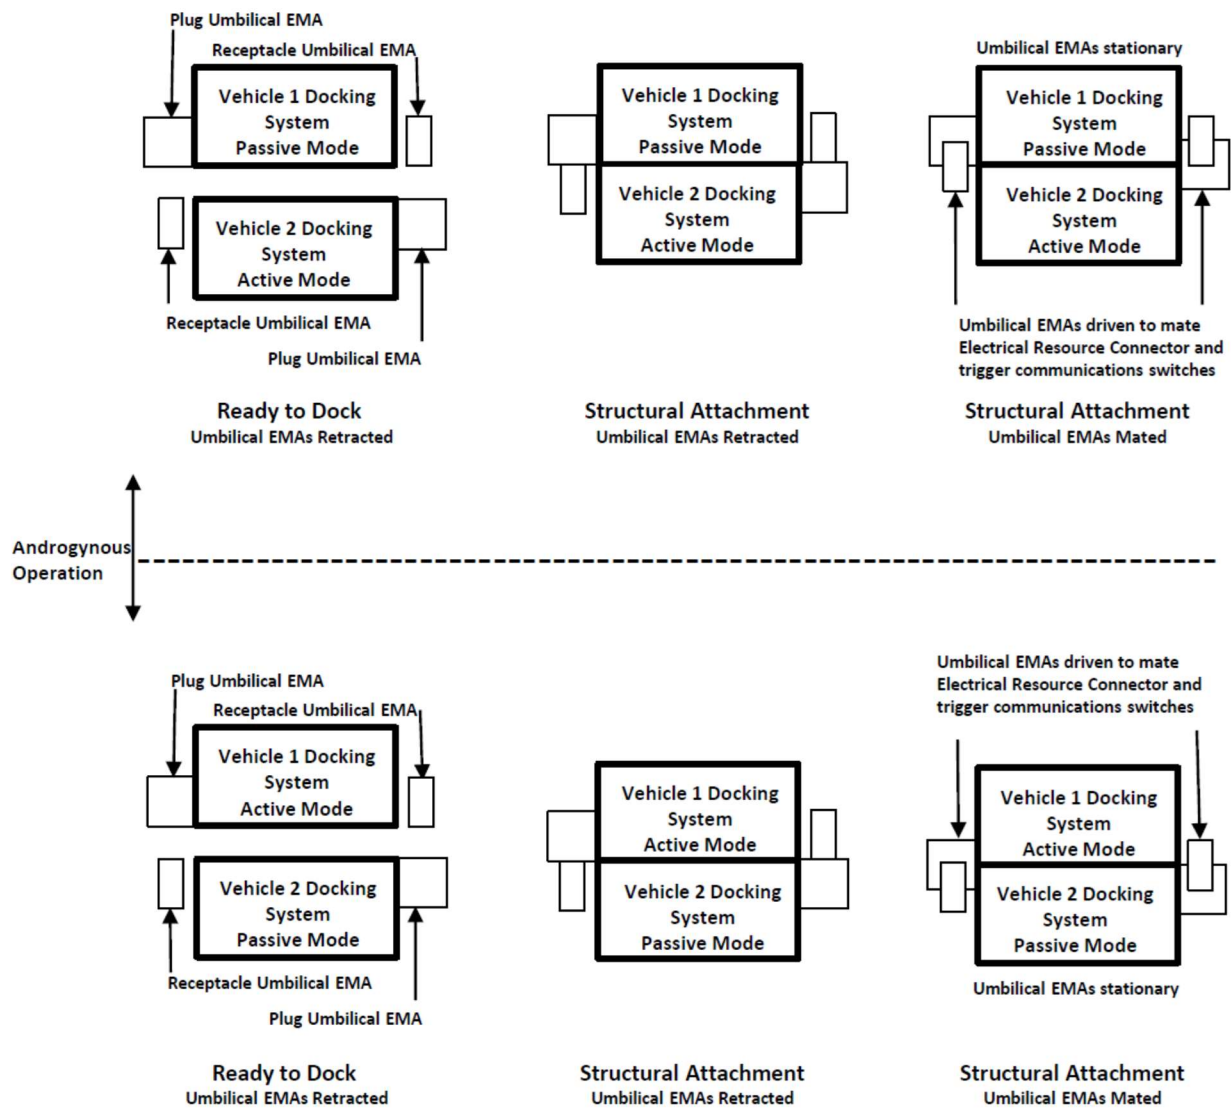 Plug Umbilical EMA
Receptacle Umbilical EMA
Vehicle 1 Docking
System
Passive Mode
Vehicle 2 Docking
System
Active Mode
Receptacle Umbilical EMA
Plug Umbilical EMA
Ready to Dock
Umbilical EMAs Retracted
Vehicle 1 Docking
System
Passive Mode
Vehicle 2 Docking
System
Active Mode
Structural Attachment
Umbilical EMAs Retracted
Umbilical EMAs stationary
Vehicle 1 Docking
System
Passive Mode
Vehicle 2 Docking
System
Active Mode
Umbilical EMAs driven to mate
Electrical Resource Connector and
trigger communications switches
Structural Attachment
Umbilical EMAs Mated
Androgynous
Operation
Plug Umbilical EMA
Receptacle Umbilical EMA
Vehicle 1 Docking
System
Active Mode
Vehicle 2 Docking
System
Passive Mode
Receptacle Umbilical EMA
Plug Umbilical EMA
Ready to Dock
Umbilical EMAs Retracted
Vehicle 1 Docking
System
Active Mode
Vehicle 2 Docking
System
Passive Mode
Structural Attachment
Umbilical EMAs Retracted
Umbilical EMAs driven to mate
Electrical Resource Connector and
trigger communications switches
Vehicle 1 Docking
System
Active Mode
Vehicle 2 Docking
System
Passive Mode
Umbilical EMAs stationary
Structural Attachment
Umbilical EMAs Mated